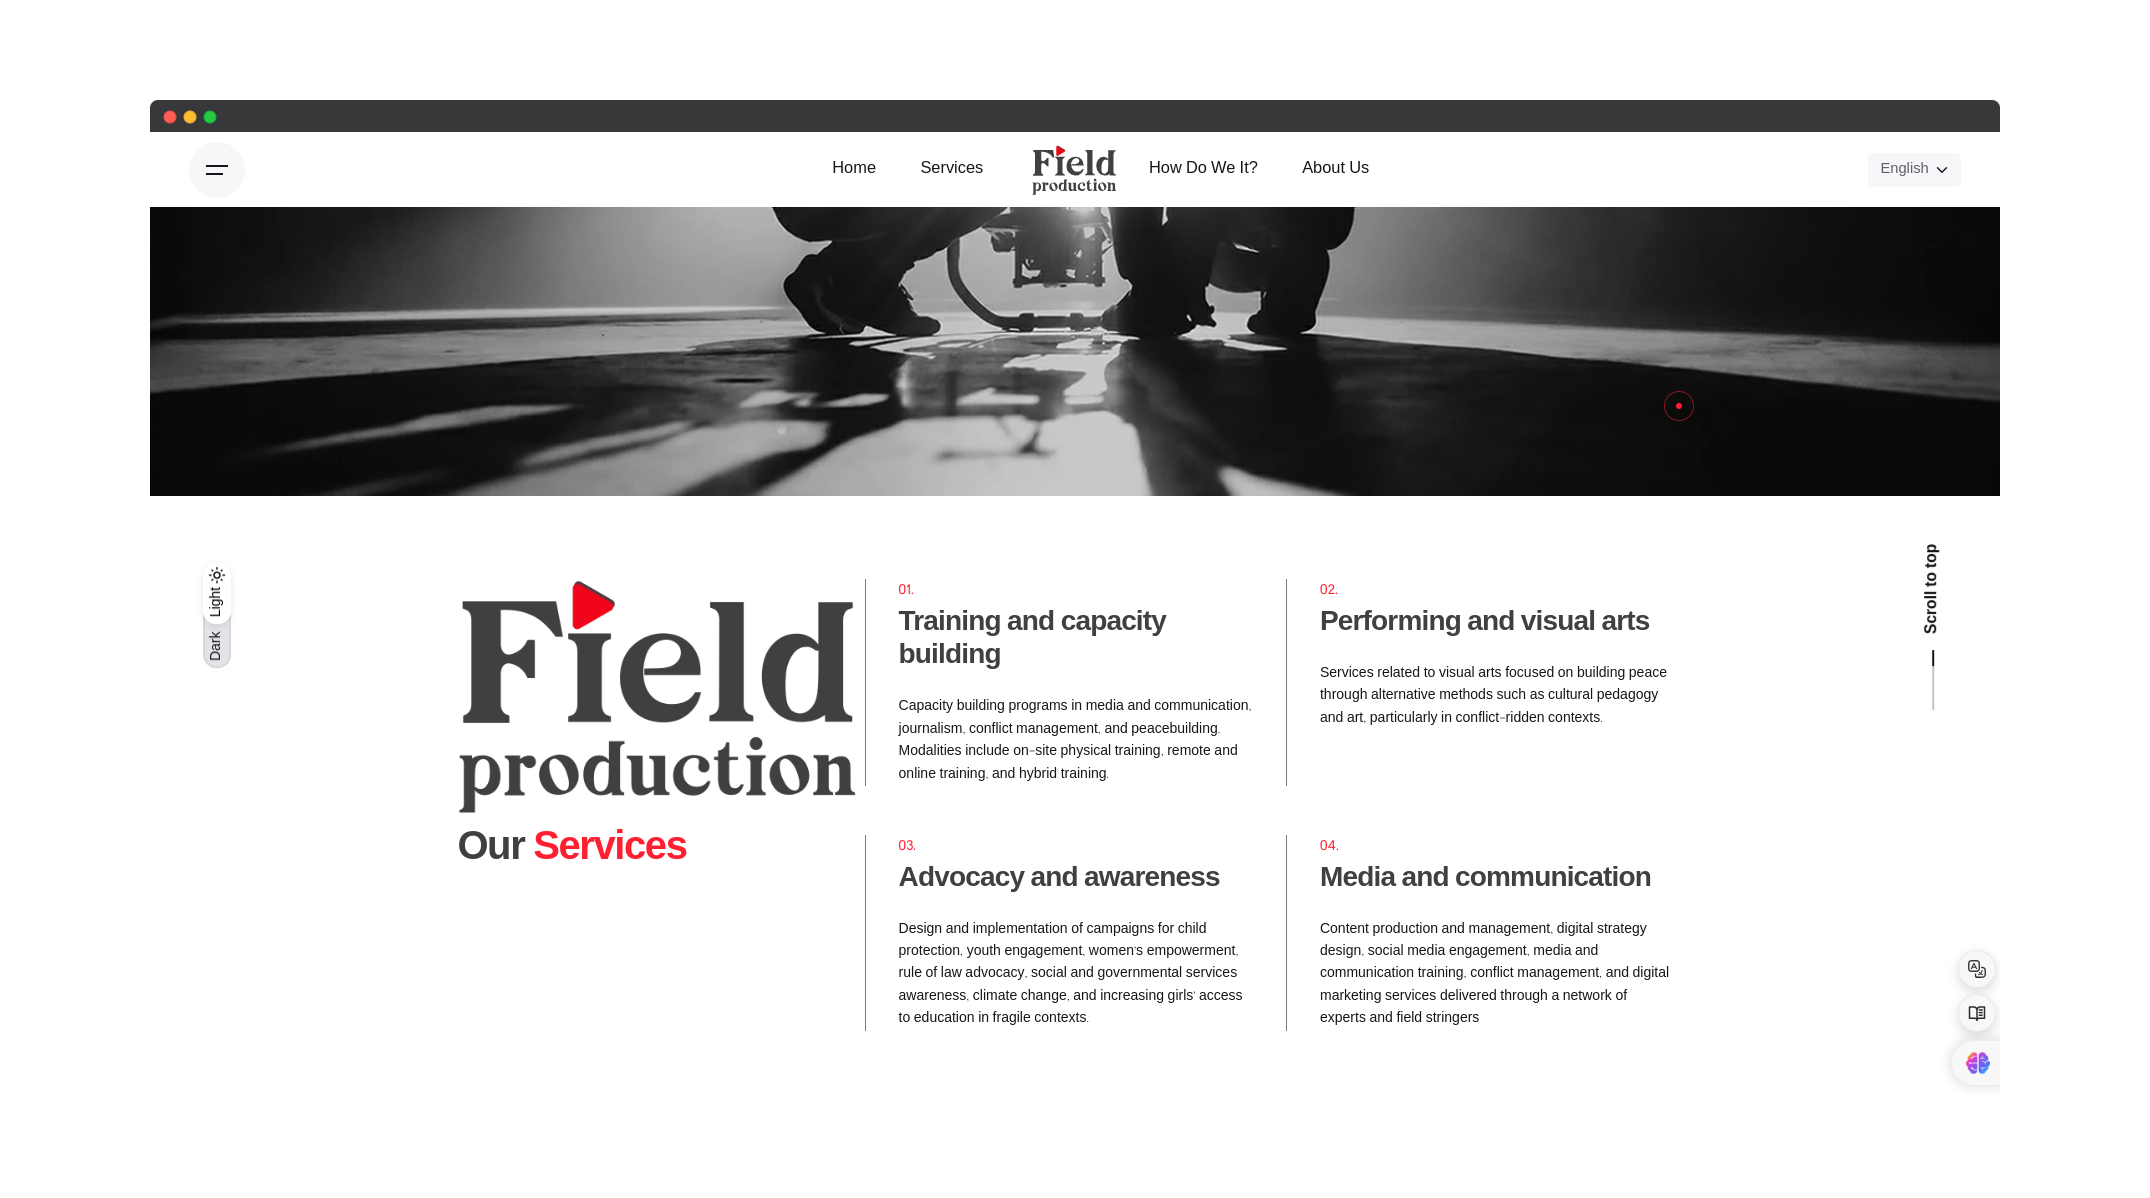 Home
Services
Field
production
How Do We It?
About Us
English
Light
Dark
Scroll to top
Field
production
Our Services
01.
Training and capacity
building
Capacity building programs in media and communication,
journalism, conflict management, and peacebuilding.
Modalities include on-site physical training, remote and
online training, and hybrid training.
02.
Performing and visual arts
Services related to visual arts focused on building peace
through alternative methods such as cultural pedagogy
and art, particularly in conflict-ridden contexts.
03.
Advocacy and awareness
Design and implementation of campaigns for child
protection, youth engagement, women's empowerment,
rule of law advocacy, social and governmental services
awareness, climate change, and increasing girls' access
to education in fragile contexts.
04.
Media and communication
Content production and management, digital strategy
design, social media engagement, media and
communication training, conflict management, and digital
marketing services delivered through a network of
experts and field stringers